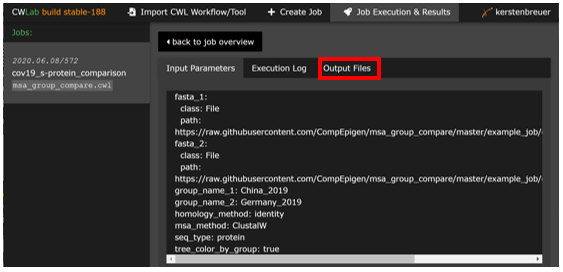 CWLab build stable-188 Import CWL Workflow/Tool + Create Job Job Execution & Results kerstenbreuer
Jobs:
back to job overview
2020.06.08/572
cov19_s-protein_comparison
msa_group_compare.cwl
Input Parameters Execution Log Output Files
fasta_1:
class: File
path:
https://raw.githubusercontent.com/CompEpigen/msa_group_compare/master/example_job/
fasta_2:
class: File
path:
https://raw.githubusercontent.com/CompEpigen/msa_group_compare/master/example_job/
group_name_1: China_2019
group_name_2: Germany_2019
homology_method: identity
msa_method: ClustalW
seq_type: protein
tree_color_by_group: true